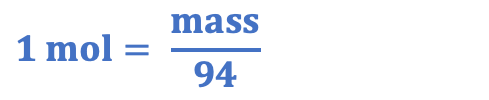 1 mol = mass
94